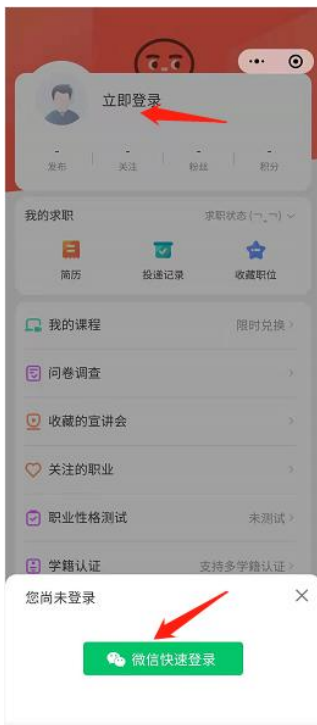 立即登录
- - - -
发布 关注 粉丝 积分
我的求职 求职状态(¬_¬)
简历 投递记录 收藏职位
我的课程 限时兑换
问卷调查
收藏的宣讲会
关注的职业
职业性格测试 未测试
学籍认证 支持多学籍认证
您尚未登录
微信快速登录